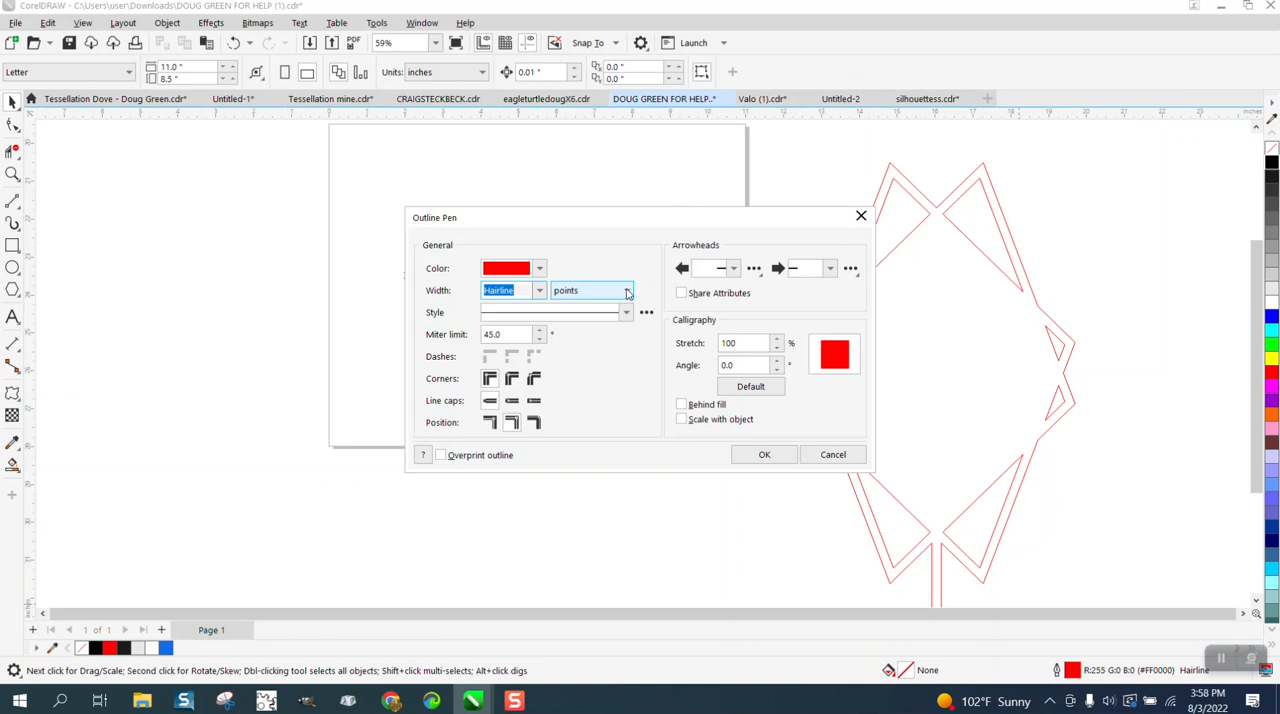 CorelDRAW - C:\Users\user\Downloads\DOUG GREEN FOR HELP (1).cdr*
File Edit View Layout Object Effects Bitmaps Text Table Tools Window Help
59% Snap To Launch
Letter 11.0 " 8.5 " Units: inches 0.01 " 0.0 " 0.0 "
Tessellation Dove - Doug Green.cdr* Untitled-1* Tessellation mine.cdr* CRAIGSTECKBECK.cdr eagleturtledougX6.cdr DOUG GREEN FOR HELP...* Valo (1).cdr* Untitled-2 silhouettess.cdr*
inches
Outline Pen
General
Color:
Width: Hairline points
Style
Miter limit: 45.0 °
Dashes:
Corners:
Line caps:
Position:
? Overprint outline
Arrowheads
Share Attributes
Calligraphy
Stretch: 100 %
Angle: 0.0 °
Default
Behind fill
Scale with object
OK Cancel
1 of 1 Page 1
Next click for Drag/Scale; Second click for Rotate/Skew; Dbl-clicking tool selects all objects; Shift+click multi-selects; Alt+click digs
None R:255 G:0 B:0 (#FF0000) Hairline
102°F Sunny
3:58 PM
8/3/2022